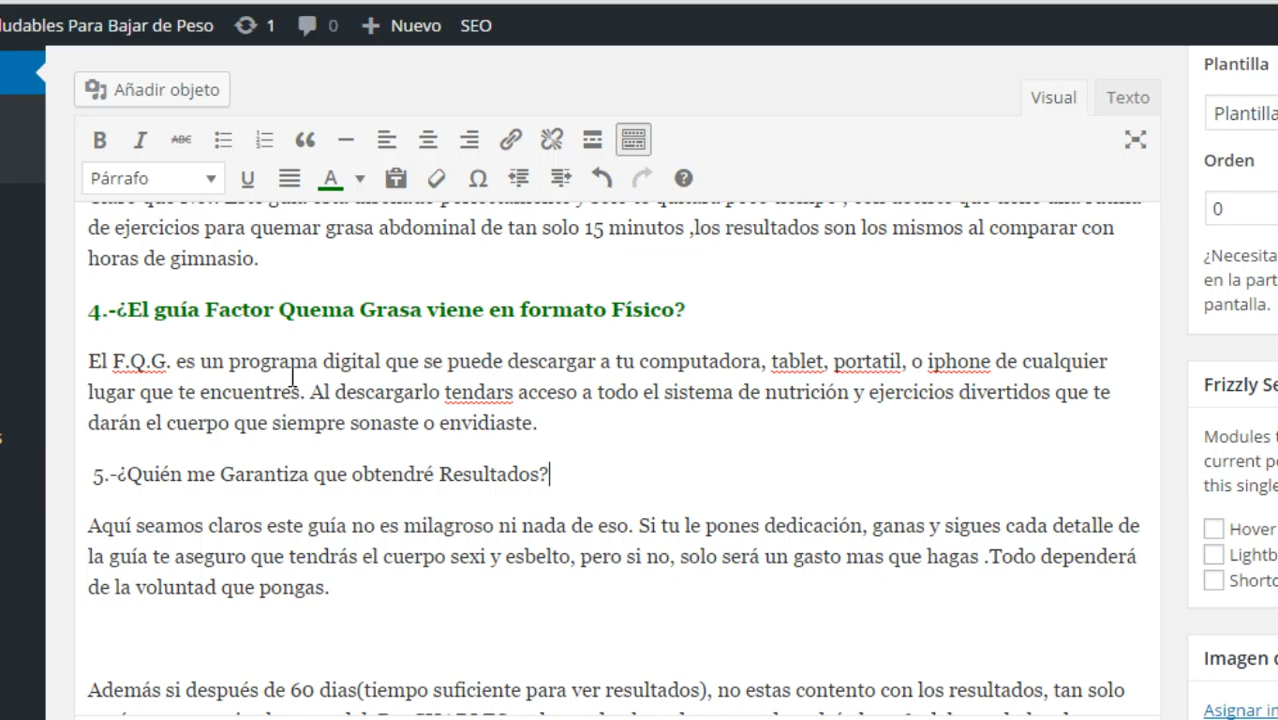 ludables Para Bajar de Peso 1 0 Nuevo SEO
Añadir objeto
Visual Texto
B I ABC
Párrafo U A Ω
de ejercicios para quemar grasa abdominal de tan solo 15 minutos ,los resultados son los mismos al comparar con
horas de gimnasio.
4.-¿El guía Factor Quema Grasa viene en formato Físico?
El F.Q.G. es un programa digital que se puede descargar a tu computadora, tablet, portatil, o iphone de cualquier
lugar que te encuentres. Al descargarlo tendars acceso a todo el sistema de nutrición y ejercicios divertidos que te
darán el cuerpo que siempre sonaste o envidiaste.
5.-¿Quién me Garantiza que obtendré Resultados?
Aquí seamos claros este guía no es milagroso ni nada de eso. Si tu le pones dedicación, ganas y sigues cada detalle de
la guía te aseguro que tendrás el cuerpo sexi y esbelto, pero si no, solo será un gasto mas que hagas .Todo dependerá
de la voluntad que pongas.
Además si después de 60 dias(tiempo suficiente para ver resultados), no estas contento con los resultados, tan solo
Plantilla
Plantilla
Orden
0
¿Necesita
en la part
pantalla.
Frizzly Se
Modules t
current p
this single
Hover
Lightb
Shortc
Imagen d
Asignar in